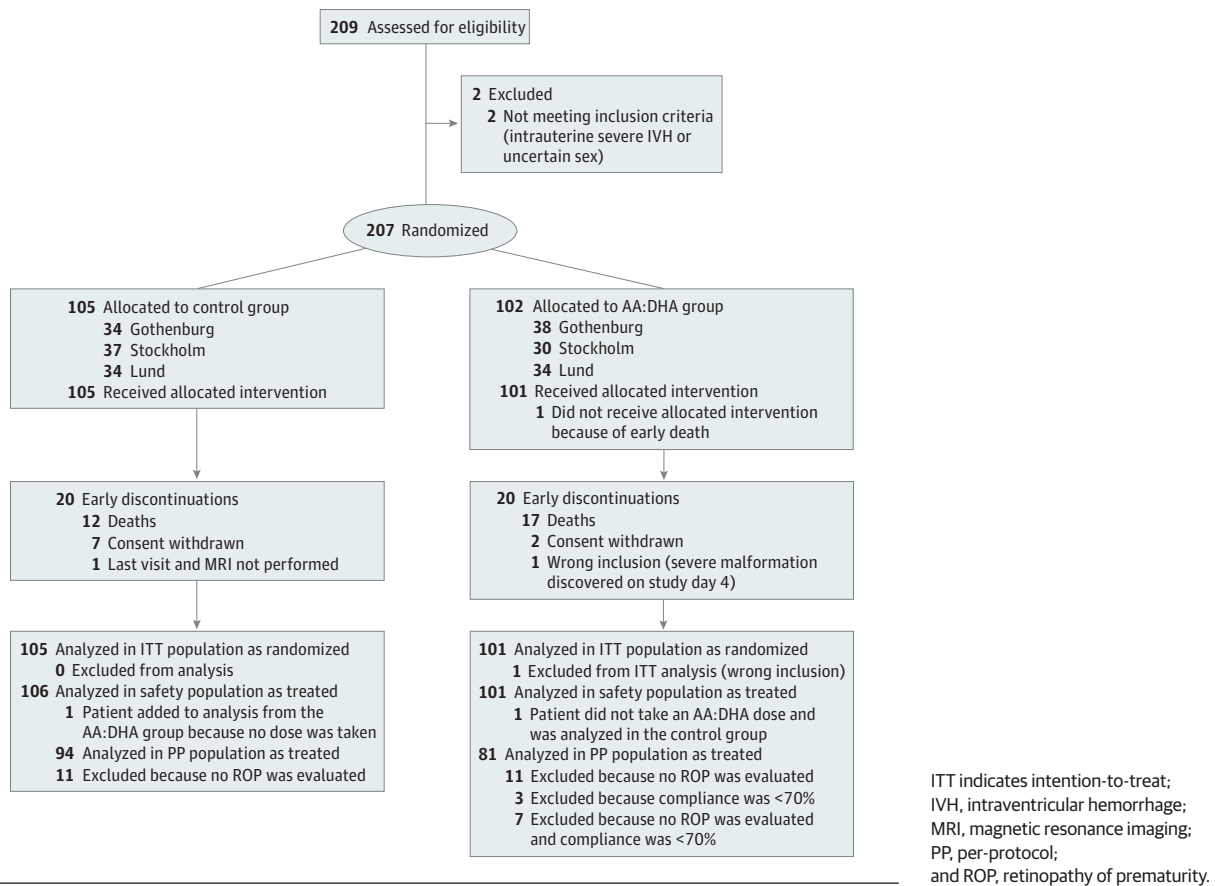 209 Assessed for eligibility
2 Excluded
2 Not meeting inclusion criteria
(intrauterine severe IVH or
uncertain sex)
207 Randomized
105 Allocated to control group
34 Gothenburg
37 Stockholm
34 Lund
105 Received allocated intervention
102 Allocated to AA:DHA group
38 Gothenburg
30 Stockholm
34 Lund
101 Received allocated intervention
1 Did not receive allocated intervention
because of early death
20 Early discontinuations
12 Deaths
7 Consent withdrawn
1 Last visit and MRI not performed
20 Early discontinuations
17 Deaths
2 Consent withdrawn
1 Wrong inclusion (severe malformation
discovered on study day 4)
105 Analyzed in ITT population as randomized
0 Excluded from analysis
106 Analyzed in safety population as treated
1 Patient added to analysis from the
AA:DHA group because no dose was taken
94 Analyzed in PP population as treated
11 Excluded because no ROP was evaluated
101 Analyzed in ITT population as randomized
1 Excluded from ITT analysis (wrong inclusion)
101 Analyzed in safety population as treated
1 Patient did not take an AA:DHA dose and
was analyzed in the control group
81 Analyzed in PP population as treated
11 Excluded because no ROP was evaluated
3 Excluded because compliance was <70%
7 Excluded because no ROP was evaluated
and compliance was <70%
ITT indicates intention-to-treat;
IVH, intraventricular hemorrhage;
MRI, magnetic resonance imaging;
PP, per-protocol;
and ROP, retinopathy of prematurity.